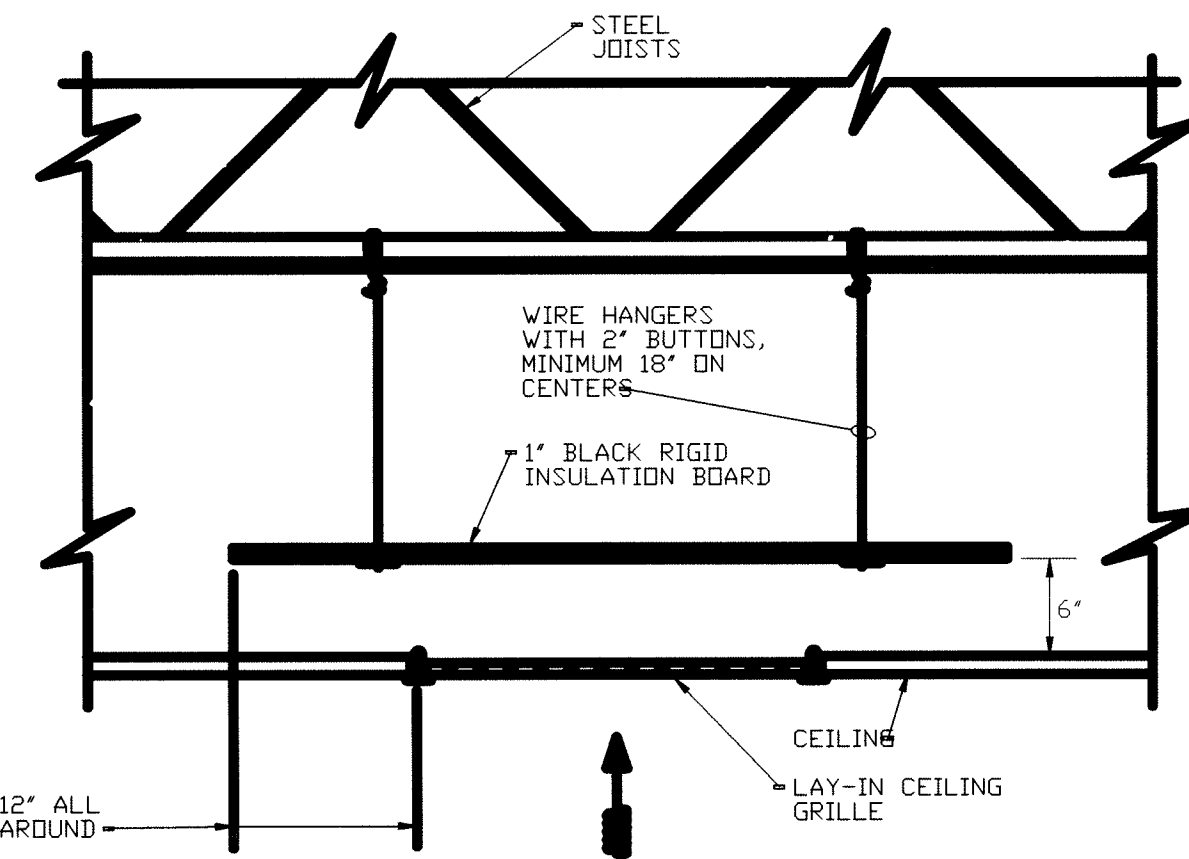 STEEL
JOISTS
WIRE HANGERS
WITH 2" BUTTONS,
MINIMUM 18" ON
CENTERS
1" BLACK RIGID
INSULATION BOARD
6"
CEILING
LAY-IN CEILING
GRILLE
12" ALL
AROUND